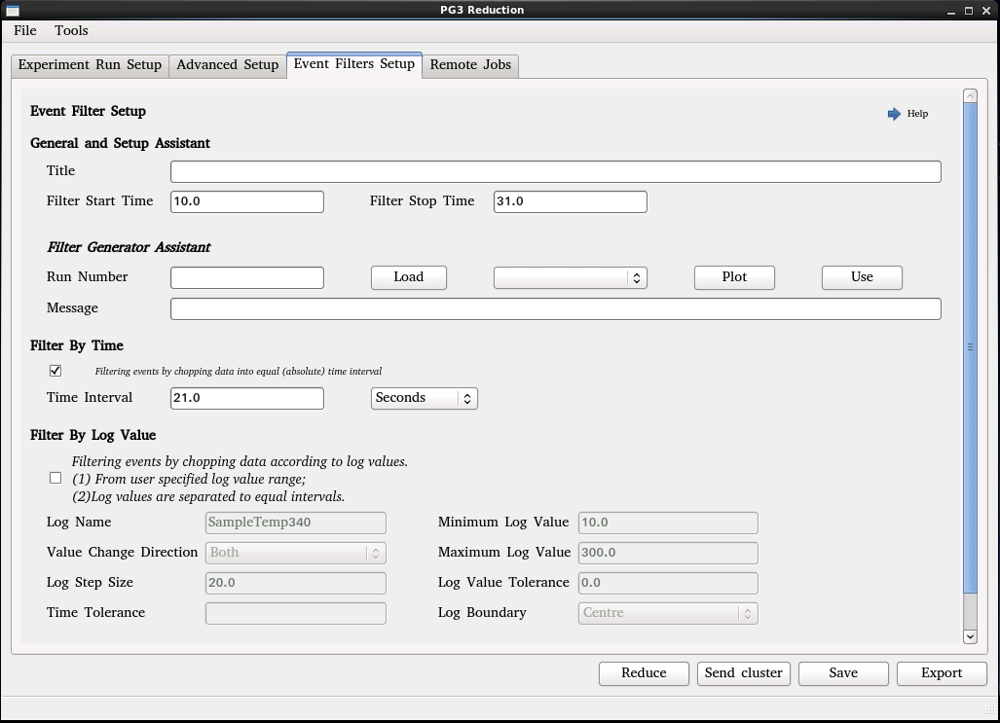 PG3 Reduction
File Tools
Experiment Run Setup Advanced Setup Event Filters Setup Remote Jobs
Event Filter Setup Help
General and Setup Assistant
Title
Filter Start Time 10.0 Filter Stop Time 31.0
Filter Generator Assistant
Run Number Load Plot Use
Message
Filter By Time
Filtering events by chopping data into equal (absolute) time interval
Time Interval 21.0 Seconds
Filter By Log Value
Filtering events by chopping data according to log values.
(1) From user specified log value range;
(2)Log values are separated to equal intervals.
Log Name SampleTemp340 Minimum Log Value 10.0
Value Change Direction Both Maximum Log Value 300.0
Log Step Size 20.0 Log Value Tolerance 0.0
Time Tolerance Log Boundary Centre
Reduce Send cluster Save Export